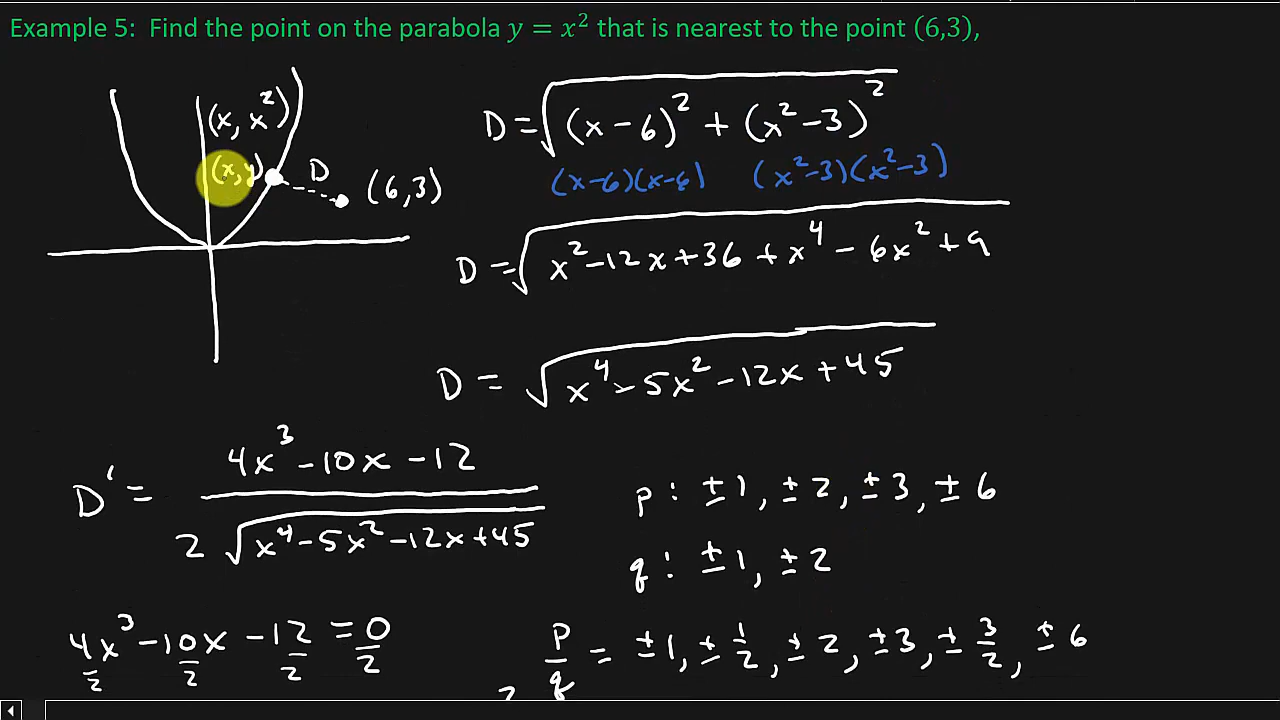 Example 5: Find the point on the parabola y = x² that is nearest to the point (6,3),
(x, x²)
(x, y) D
(6,3)
D = √((x - 6)² + (x² - 3)²)
(x-6)(x-6) (x²-3)(x²-3)
D = √(x² - 12x + 36 + x⁴ - 6x² + 9)
D = √(x⁴ - 5x² - 12x + 45)
D' = (4x³ - 10x - 12) / (2√(x⁴ - 5x² - 12x + 45))
p: ±1, ±2, ±3, ±6
q: ±1, ±2
4x³/2 - 10x/2 - 12/2 = 0/2
p/q = ±1, ±1/2, ±2, ±3, ±3/2, ±6